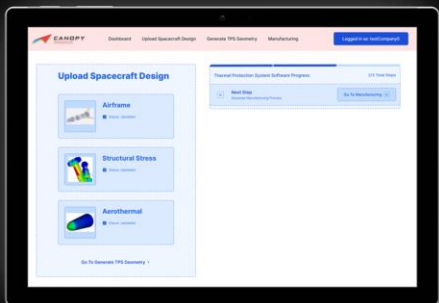 CANOPY
Dashboard
Upload Spacecraft Design
Generate TPS Geometry
Manufacturing
Logged in as: testCompany5
Upload Spacecraft Design
Airframe
Structural Stress
Aerothermal
Go To Generate TPS Geometry
Thermal Protection System Software Progress
Next Step
Go To Manufacturing